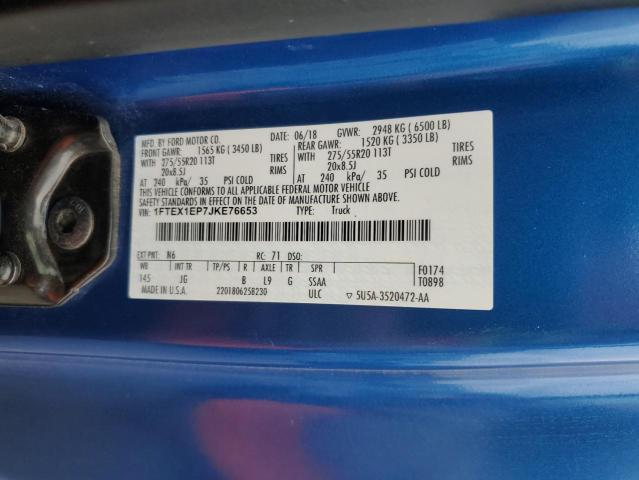 MFD. BY FORD MOTOR CO. 06/18 GVWR: 2948 KG ( 6500 LB)
FRONT GAWR: 1565 KG ( 3450 LB) REAR GAWR: 1520 KG ( 3350 LB)
WITH 275/55R20 113T TIRES WITH 275/55R20 113T TIRES
20x8.5J RIMS 20x8.5J RIMS
AT 240 kPa/ 35 PSI COLD AT 240 kPa/ 35 PSI COLD
THIS VEHICLE CONFORMS TO ALL APPLICABLE FEDERAL MOTOR VEHICLE
SAFETY STANDARDS IN EFFECT ON THE DATE OF MANUFACTURE SHOWN ABOVE.
VIN: 1FTEX1EP7JKE76653 TYPE: Truck
EXT PNT: N6 RC: 71 DSO:
WB INT TR TP/PS R AXLE TR SPR F0174
145 JG B L9 G SSAA T0898
MADE IN U.S.A. 220180625B230 ULC ▽ 5U5A-3520472-AA